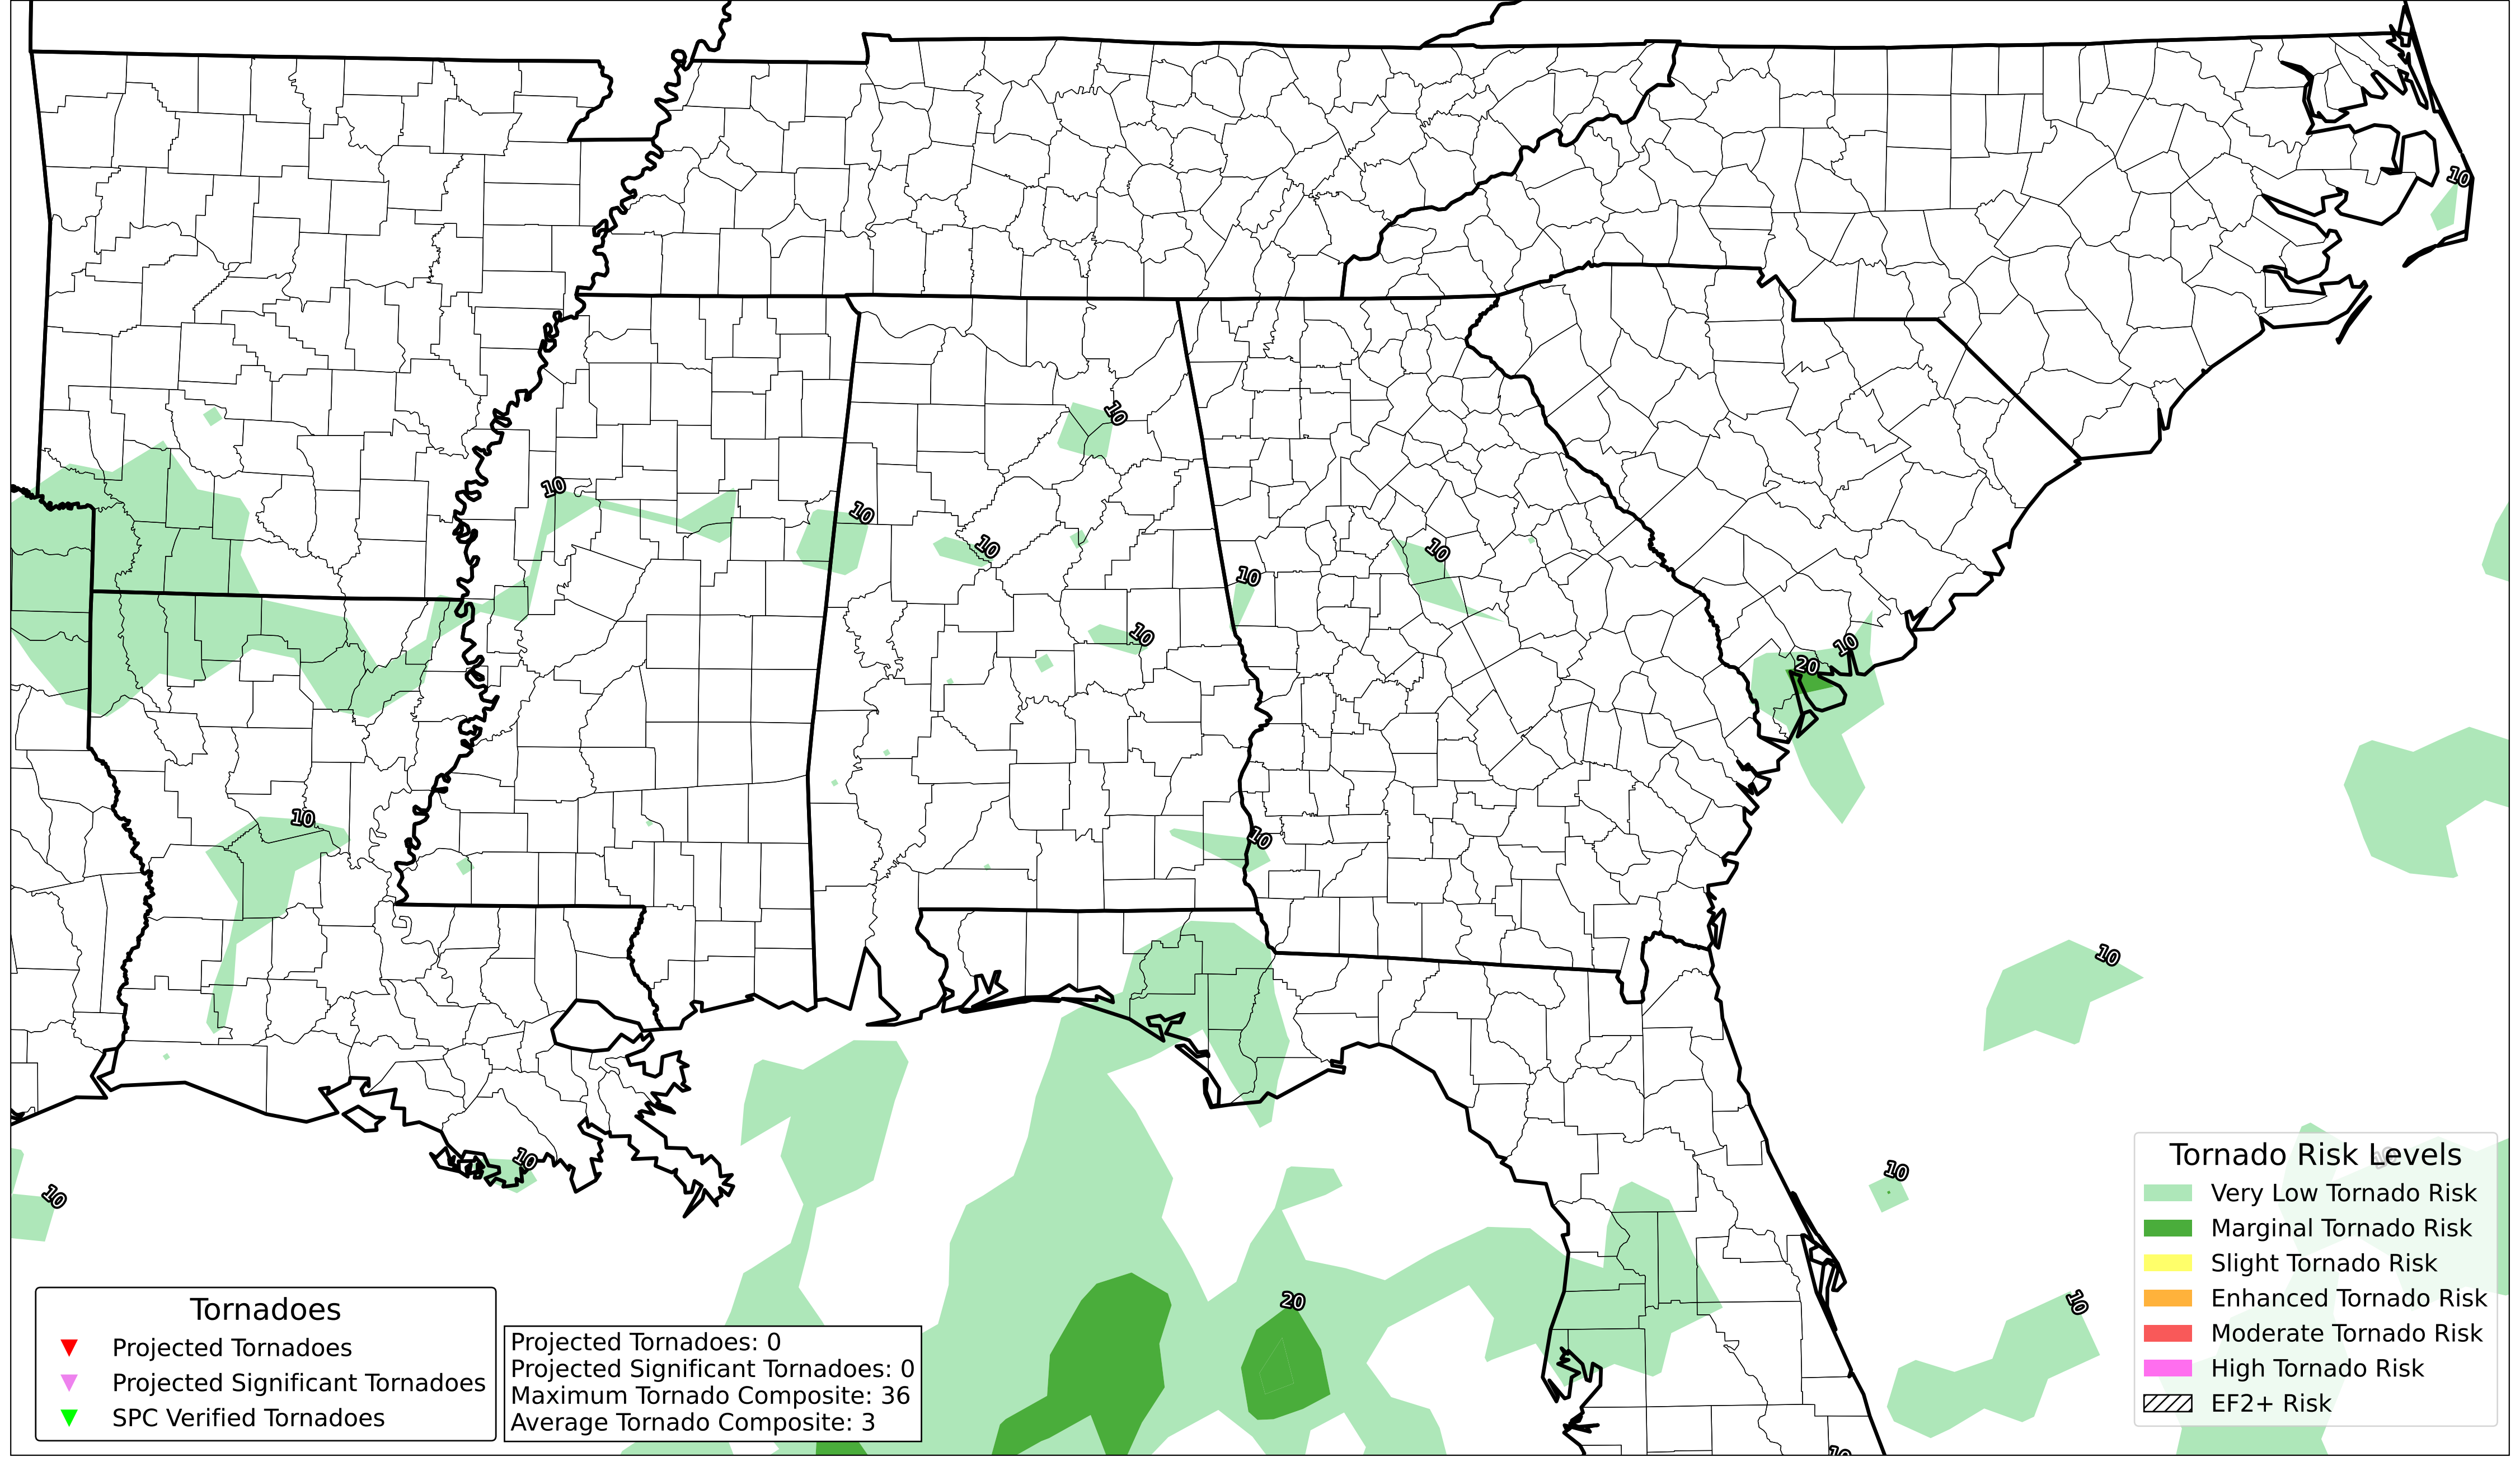 10
10
10
10
10
10
10
10
10
20
10
10
10
10
10
10
10
20
10
10
Tornado Risk Levels
Very Low Tornado Risk
Marginal Tornado Risk
Slight Tornado Risk
Enhanced Tornado Risk
Moderate Tornado Risk
High Tornado Risk
EF2+ Risk
Tornadoes
Projected Tornadoes
Projected Significant Tornadoes
SPC Verified Tornadoes
Projected Tornadoes: 0
Projected Significant Tornadoes: 0
Maximum Tornado Composite: 36
Average Tornado Composite: 3